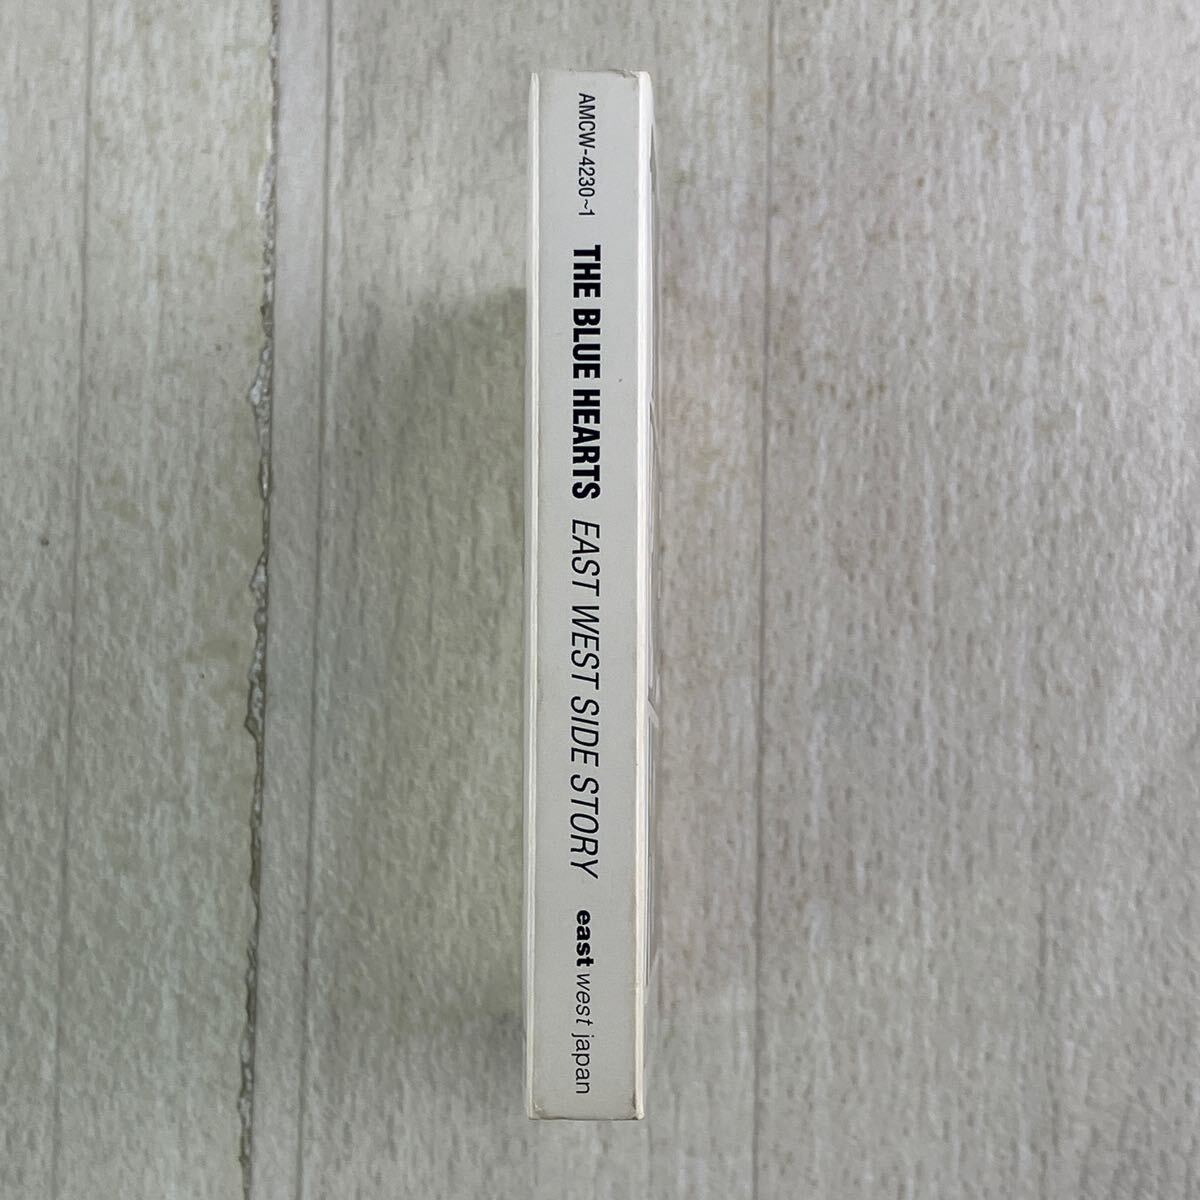 AMCW-4230~1 THE BLUE HEARTS EAST WEST SIDE STORY east west japan